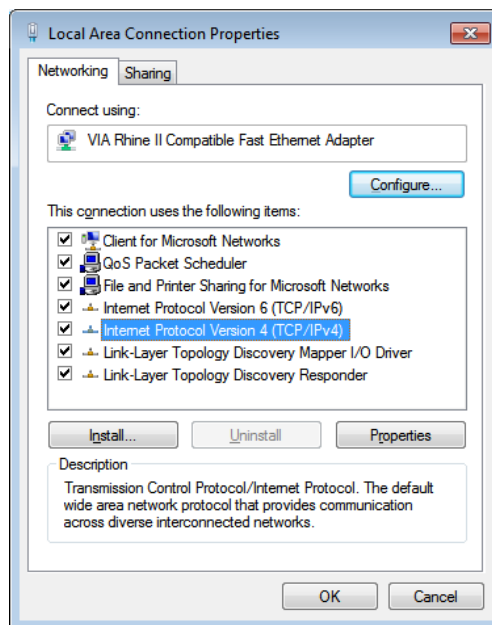 Local Area Connection Properties
Networking
Sharing
Connect using:
VIA Rhine II Compatible Fast Ethernet Adapter
Configure...
This connection uses the following items:
Client for Microsoft Networks
QoS Packet Scheduler
File and Printer Sharing for Microsoft Networks
Internet Protocol Version 6 (TCP/IPv6)
Internet Protocol Version 4 (TCP/IPv4)
Link-Layer Topology Discovery Mapper I/O Driver
Link-Layer Topology Discovery Responder
Install...
Uninstall
Properties
Description
Transmission Control Protocol/Internet Protocol. The default
wide area network protocol that provides communication
across diverse interconnected networks.
OK
Cancel